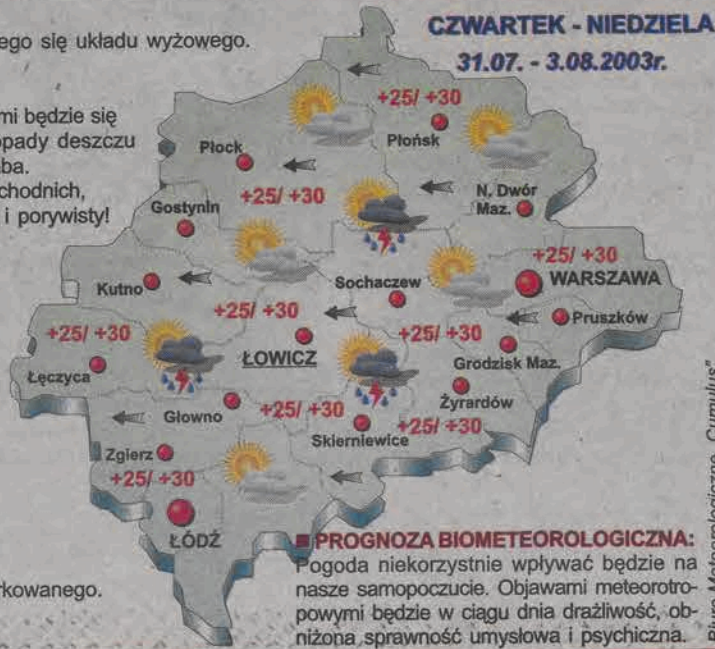 ego się układu wyżowego.
mi będzie się
opady deszczu
aba.
chodnich,
i porywisty!
rkowanego.
CZWARTEK - NIEDZIELA
31.07. - 3.08.2003r.
+25/ +30
Płońsk
Płock
N. Dwór
Maz.
+25/ +30
Gostynin
+25/ +30
WARSZAWA
Kutno
Sochaczew
+25/ +30
Pruszków
+25/ +30
+25/ +30
ŁOWICZ
Grodzisk Maz.
Łęczyca
Żyrardów
Głowno
+25/ +30
+25/ +30
Skierniewice
Zgierz
+25/ +30
ŁÓDŹ
PROGNOZA BIOMETEOROLOGICZNA:
Pogoda niekorzystnie wpływać będzie na
nasze samopoczucie. Objawami meteorotro-
powymi będzie w ciągu dnia drażliwość, ob-
niżona sprawność umysłowa i psychiczna.
Biuro Meteorologiczne „Cumulus"